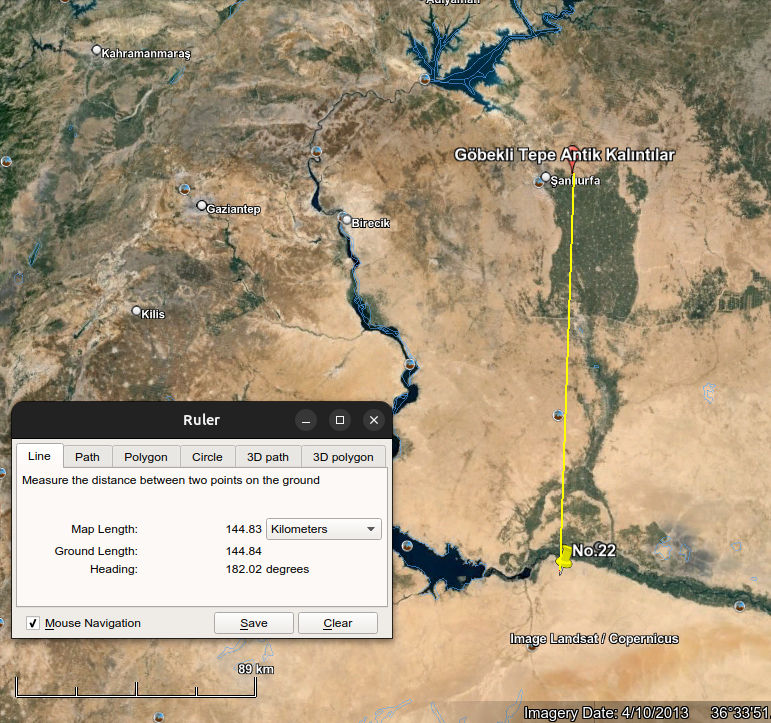 Adıyaman
Kahramanmaraş
Göbekli Tepe Antik Kalıntılar
Şanlıurfa
Gaziantep
Birecik
Kilis
Ruler
Line
Path
Polygon
Circle
3D path
3D polygon
Measure the distance between two points on the ground
Map Length: 144.83 Kilometers
Ground Length: 144.84
Heading: 182.02 degrees
Mouse Navigation
Save
Clear
No.22
Image Landsat / Copernicus
89 km
Imagery Date: 4/10/2013 36°33'51